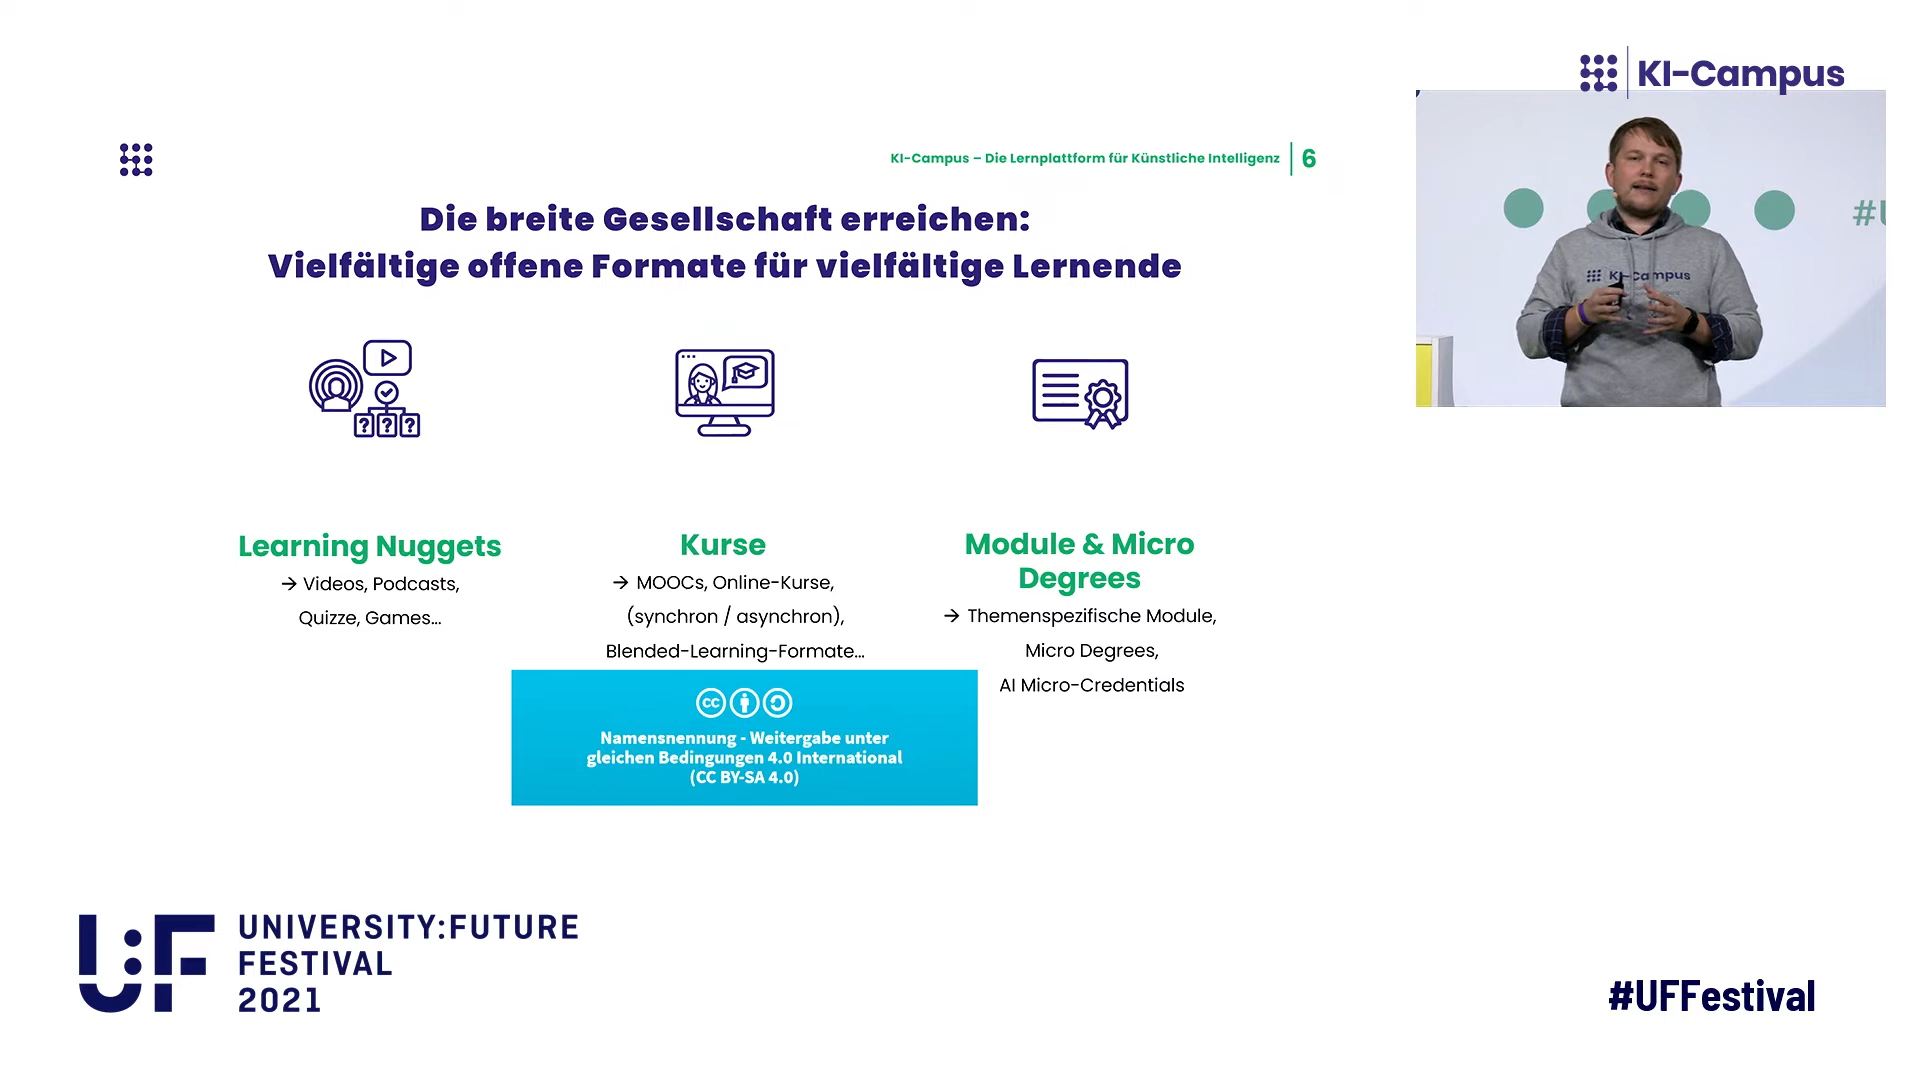 KI-Campus
KI-Campus – Die Lernplattform für Künstliche Intelligenz
6
Die breite Gesellschaft erreichen:
Vielfältige offene Formate für vielfältige Lernende
#U
KI-Campus
Learning Nuggets
→ Videos, Podcasts,
Quizze, Games...
Kurse
→ MOOCs, Online-Kurse,
(synchron / asynchron),
Blended-Learning-Formate...
Module & Micro
Degrees
→ Themenspezifische Module,
Micro Degrees,
AI Micro-Credentials
cc
Namensnennung - Weitergabe unter
gleichen Bedingungen 4.0 International
(CC BY-SA 4.0)
U:F
UNIVERSITY:FUTURE
FESTIVAL
2021
#UFFestival